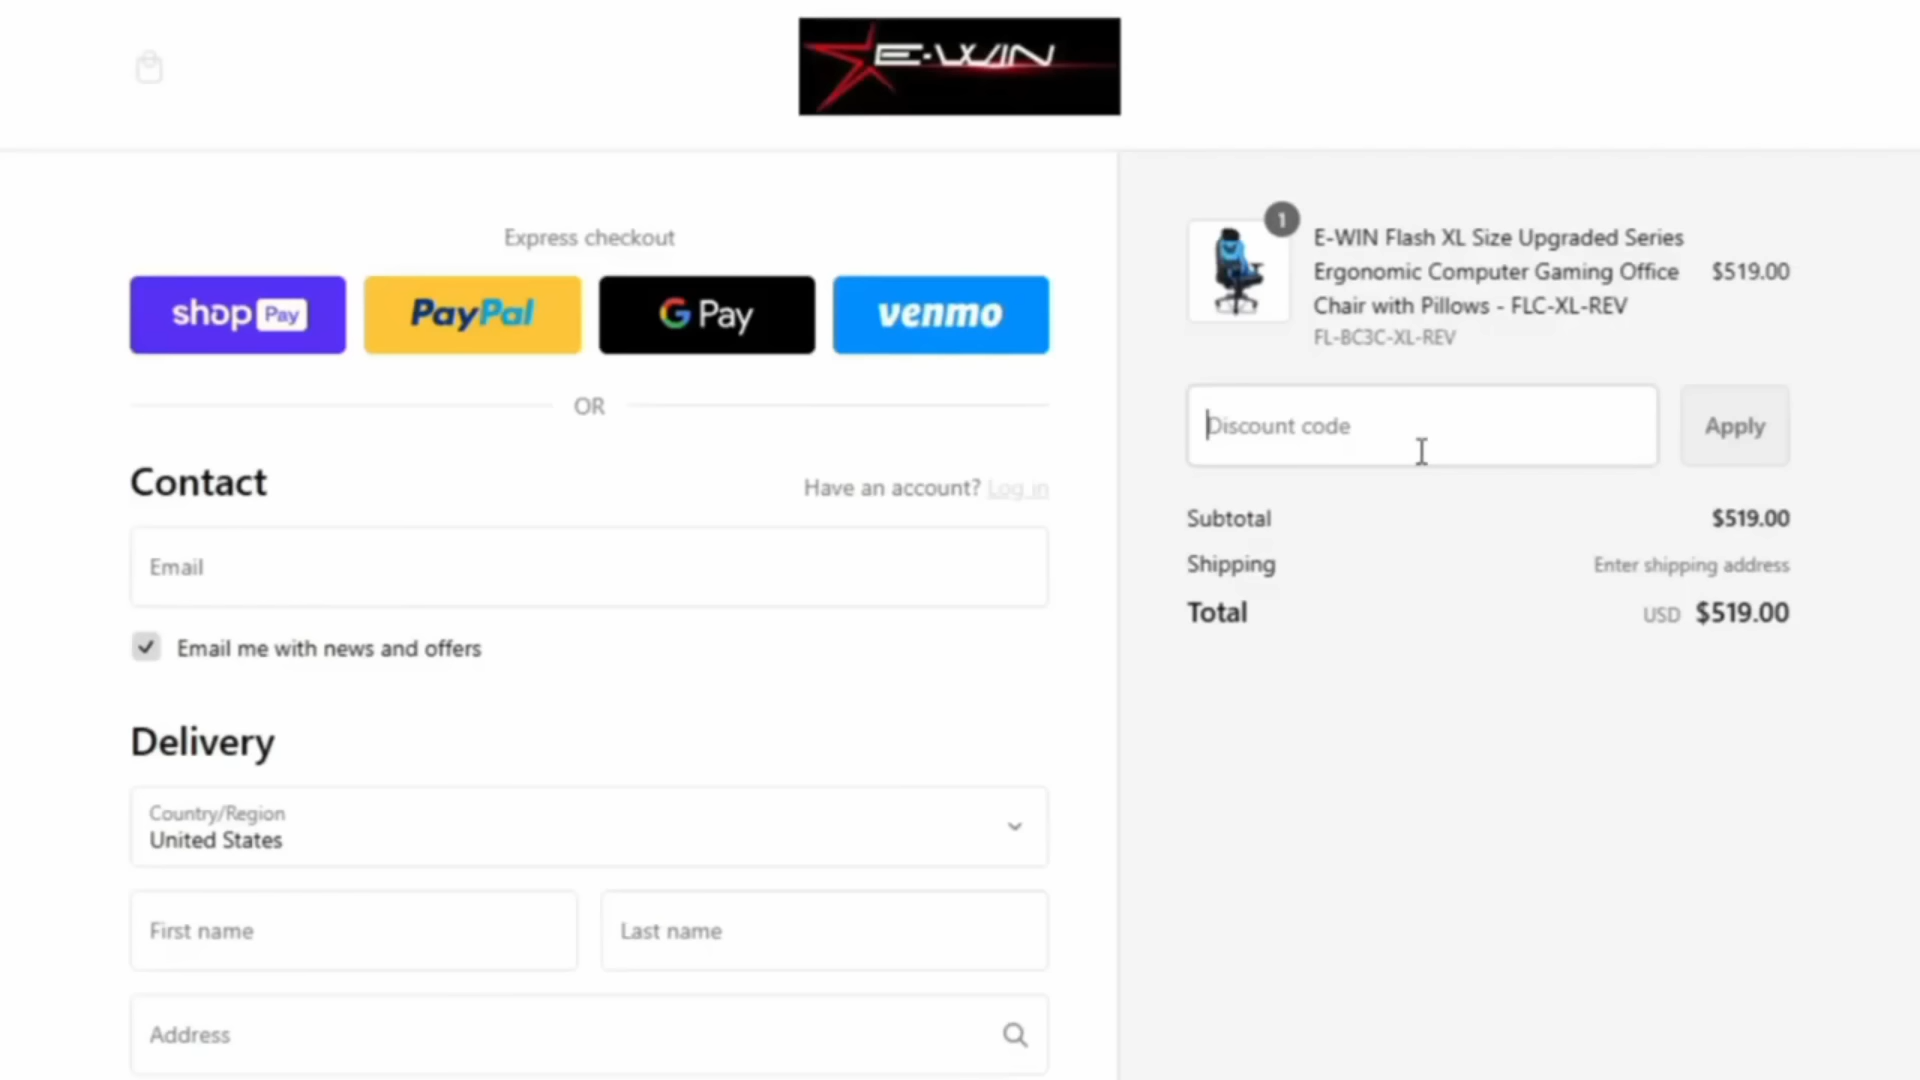 E-WIN
Express checkout
shop Pay
PayPal
G Pay
venmo
OR
Contact
Have an account? Log in
Email
Email me with news and offers
Delivery
Country/Region
United States
First name
Last name
Address
1
E-WIN Flash XL Size Upgraded Series
Ergonomic Computer Gaming Office
Chair with Pillows - FLC-XL-REV
$519.00
FL-BC3C-XL-REV
Discount code
Apply
Subtotal $519.00
Shipping Enter shipping address
Total USD $519.00